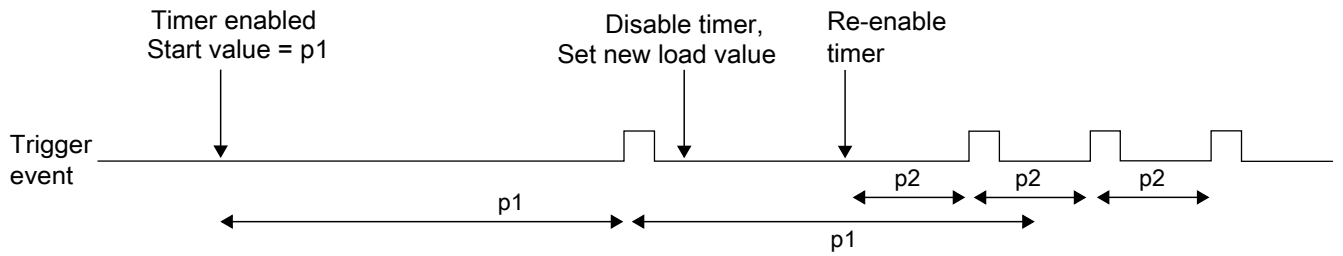 Timer enabled
Start value = p1
Disable timer,
Set new load value
Re-enable
timer
Trigger
event
p2
p2
p2
p1
p1